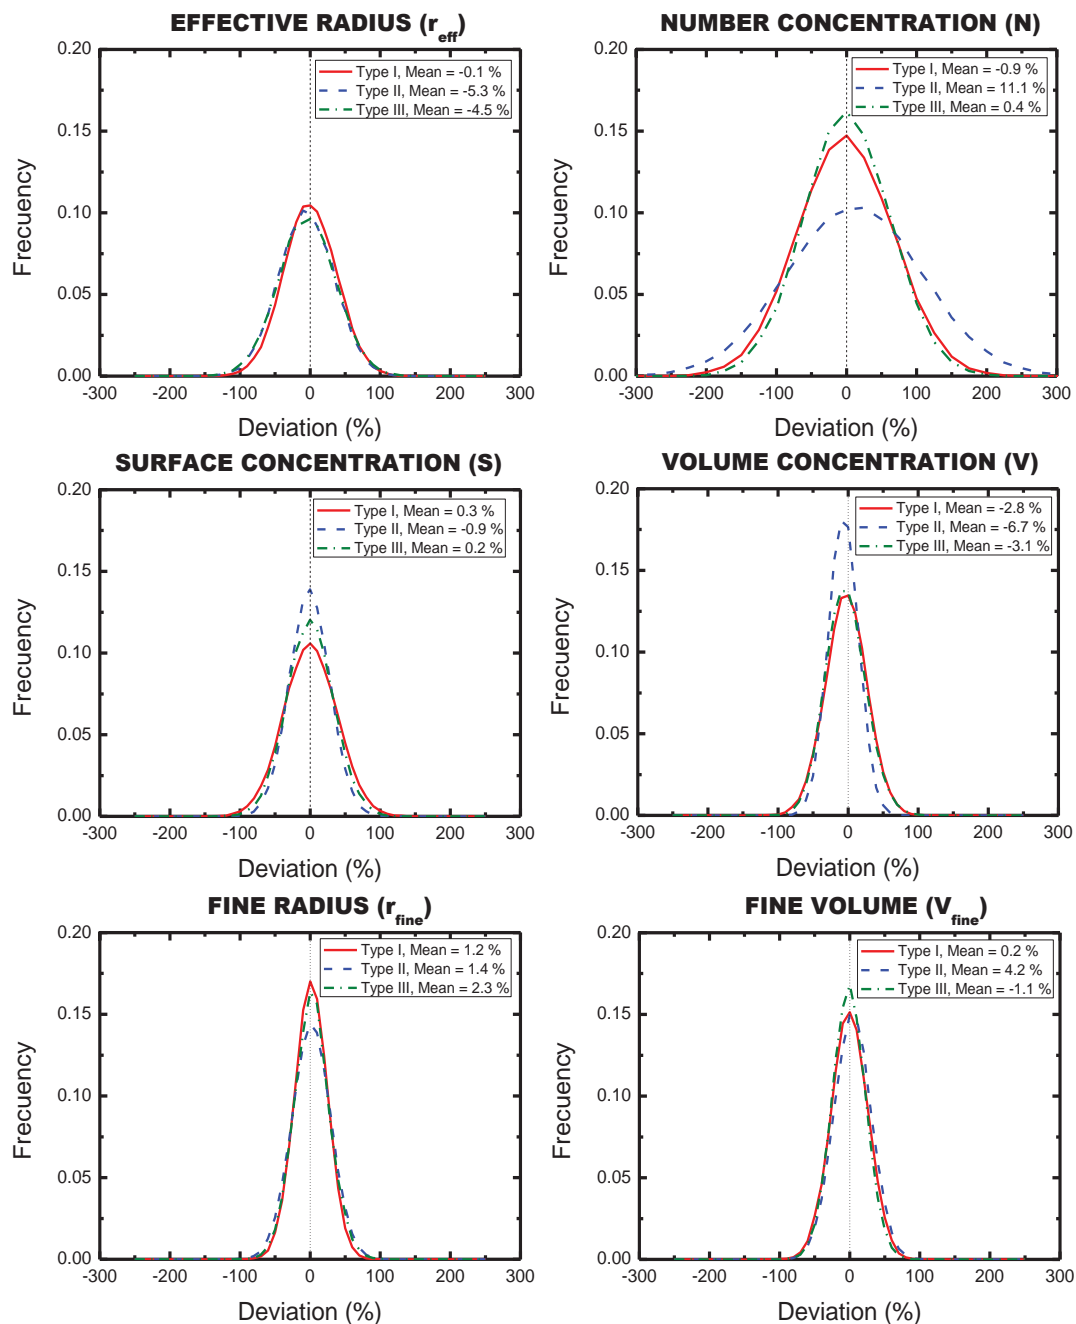 EFFECTIVE RADIUS (r_eff)
0.20
0.15
0.10
0.05
0.00
Frecuency
Type I, Mean = -0.1 %
Type II, Mean = -5.3 %
Type III, Mean = -4.5 %
-300 -200 -100 0 100 200 300
Deviation (%)
NUMBER CONCENTRATION (N)
0.20
0.15
0.10
0.05
0.00
Frecuency
Type I, Mean = -0.9 %
Type II, Mean = 11.1 %
Type III, Mean = 0.4 %
-300 -200 -100 0 100 200 300
Deviation (%)
SURFACE CONCENTRATION (S)
0.20
0.15
0.10
0.05
0.00
Frecuency
Type I, Mean = 0.3 %
Type II, Mean = -0.9 %
Type III, Mean = 0.2 %
-300 -200 -100 0 100 200 300
Deviation (%)
VOLUME CONCENTRATION (V)
0.20
0.15
0.10
0.05
0.00
Frecuency
Type I, Mean = -2.8 %
Type II, Mean = -6.7 %
Type III, Mean = -3.1 %
-300 -200 -100 0 100 200 300
Deviation (%)
FINE RADIUS (r_fine)
0.20
0.15
0.10
0.05
0.00
Frecuency
Type I, Mean = 1.2 %
Type II, Mean = 1.4 %
Type III, Mean = 2.3 %
-300 -200 -100 0 100 200 300
Deviation (%)
FINE VOLUME (V_fine)
0.20
0.15
0.10
0.05
0.00
Frecuency
Type I, Mean = 0.2 %
Type II, Mean = 4.2 %
Type III, Mean = -1.1 %
-300 -200 -100 0 100 200 300
Deviation (%)